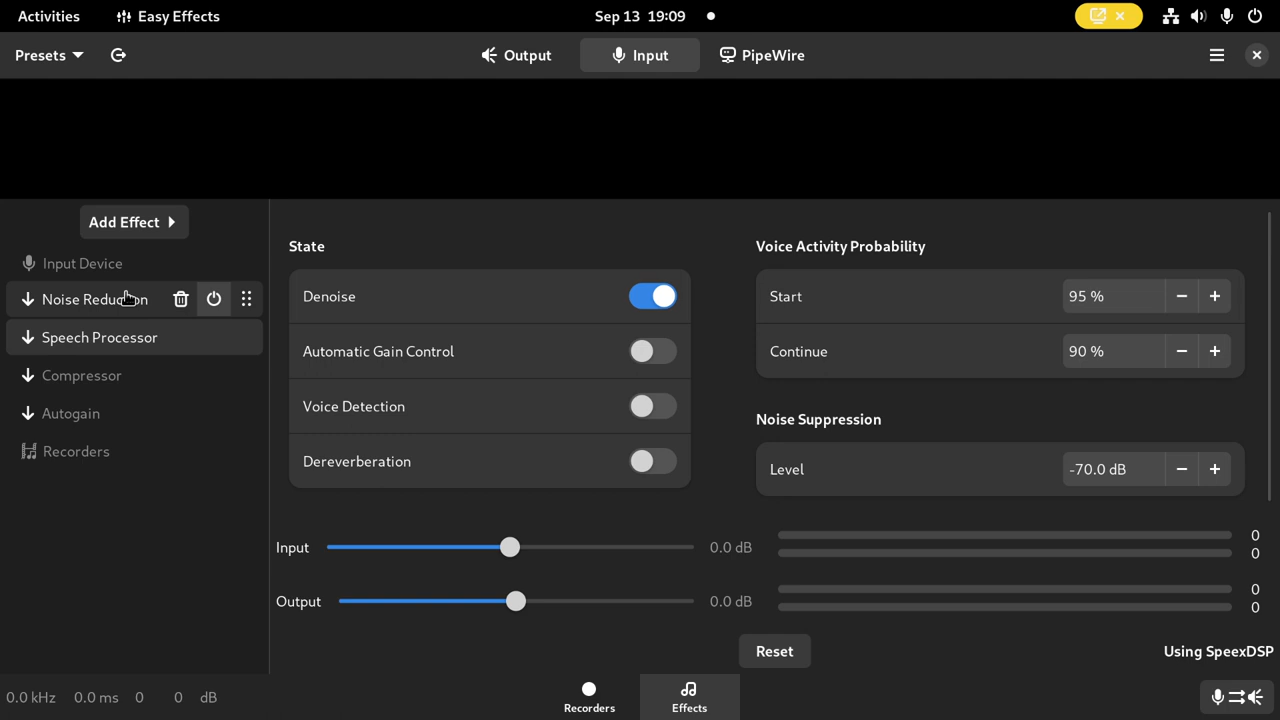 Activities
Easy Effects
Sep 13 19:09
Presets
Output
Input
PipeWire
Add Effect
Input Device
Noise Reduction
Speech Processor
Compressor
Autogain
Recorders
State
Denoise
Automatic Gain Control
Voice Detection
Dereverberation
Voice Activity Probability
Start
95 %
Continue
90 %
Noise Suppression
Level
-70.0 dB
Input
0.0 dB
0
0
Output
0.0 dB
0
0
Reset
Using SpeexDSP
0.0 kHz 0.0 ms 0 0 dB
Recorders
Effects